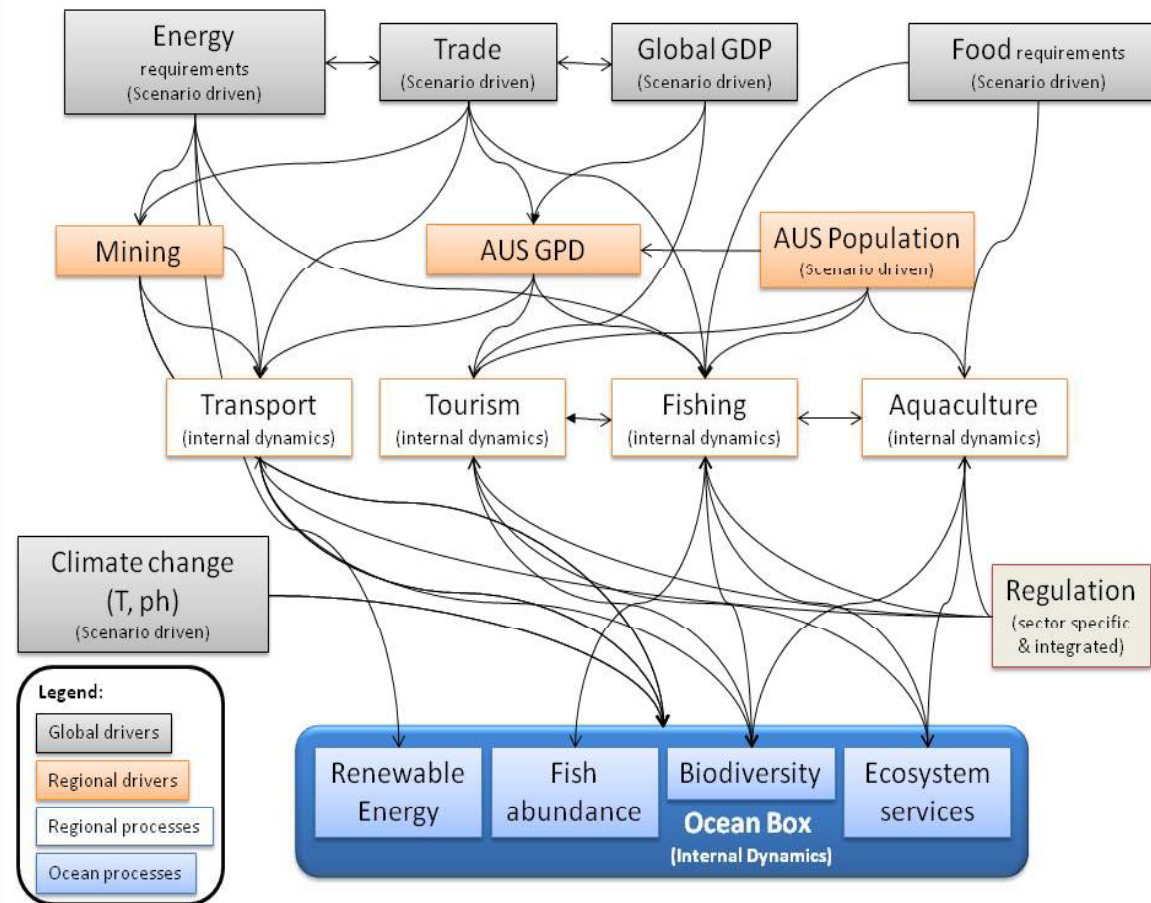 Energy
requirements
(Scenario driven)
Trade
(Scenario driven)
Global GDP
(Scenario driven)
Food requirements
(Scenario driven)
Mining
AUS GPD
AUS Population
(Scenario driven)
Transport
(internal dynamics)
Tourism
(internal dynamics)
Fishing
(internal dynamics)
Aquaculture
(internal dynamics)
Climate change
(T, ph)
(Scenario driven)
Regulation
(sector specific
& integrated)
Legend:
Global drivers
Regional drivers
Regional processes
Ocean processes
Renewable
Energy
Fish
abundance
Biodiversity
Ecosystem
services
Ocean Box
(Internal Dynamics)